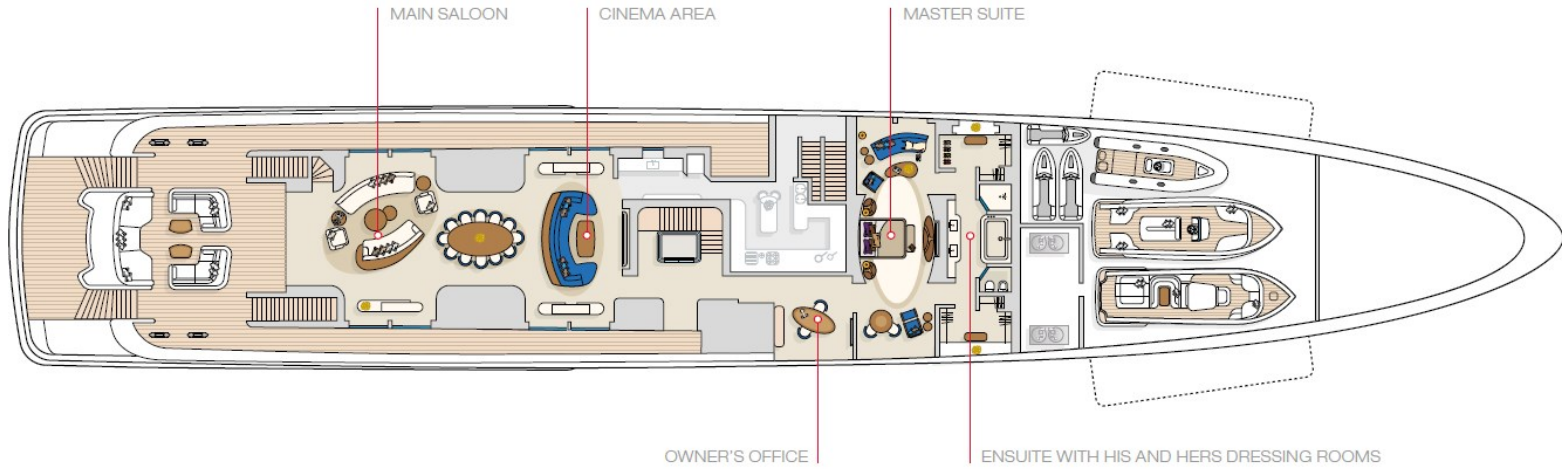 MAIN SALOON
CINEMA AREA
MASTER SUITE
OWNER'S OFFICE
ENSUITE WITH HIS AND HERS DRESSING ROOMS